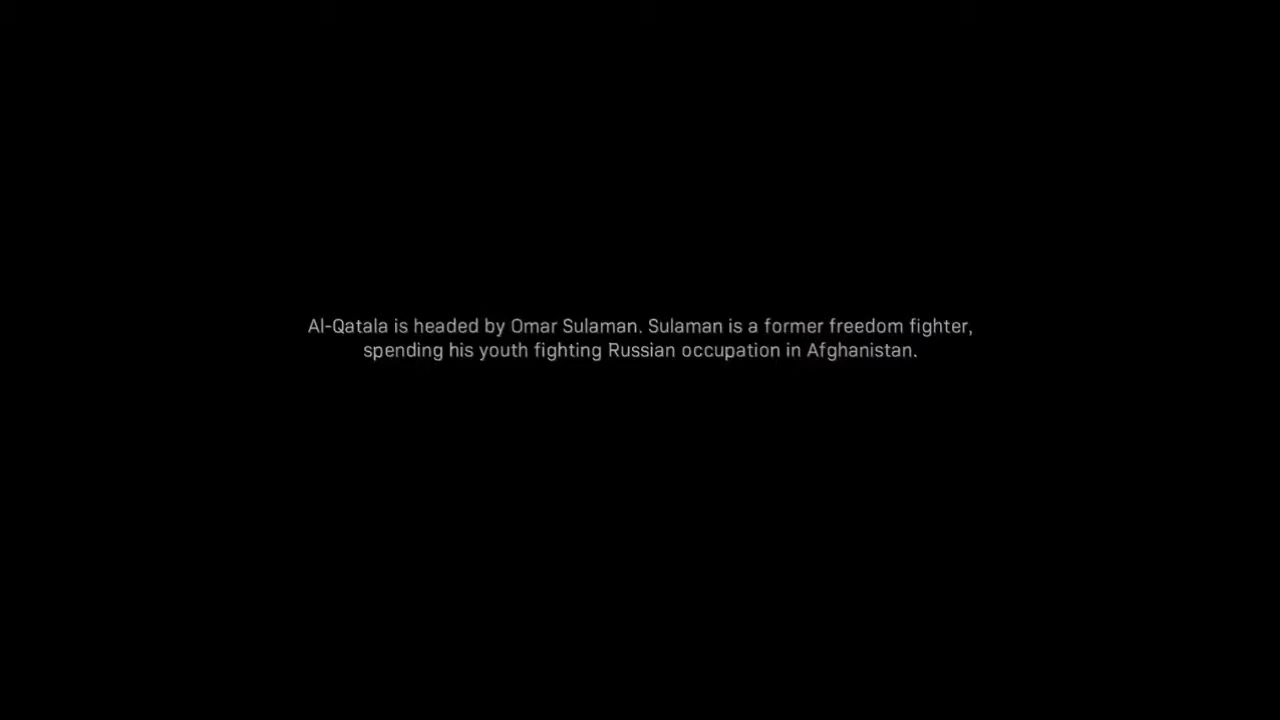 Al-Qatala is headed by Omar Sulaman. Sulaman is a former freedom fighter,
spending his youth fighting Russian occupation in Afghanistan.